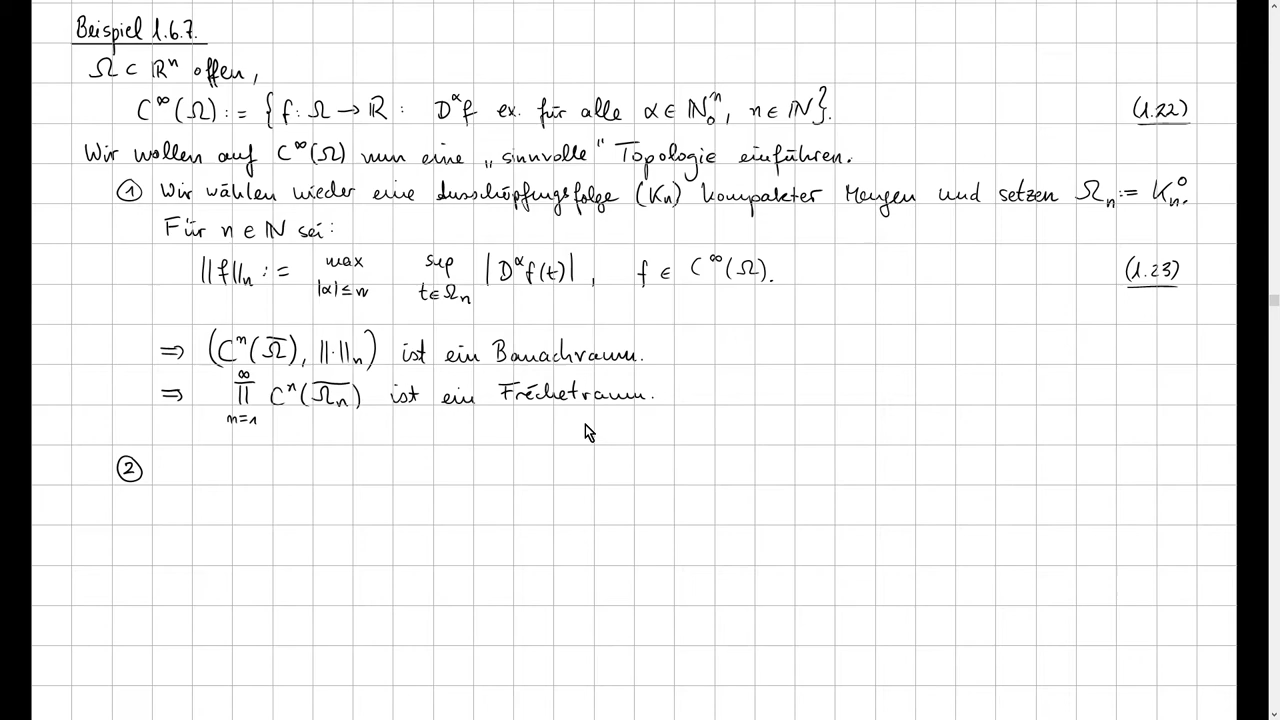 Beispiel 1.6.7.
Ω ⊂ ℝⁿ offen,
C^∞(Ω) := {f: Ω → ℝ : D^α f ex. für alle α ∈ ℕ₀ⁿ, n ∈ ℕ}. (1.22)
Wir wollen auf C^∞(Ω) nun eine „sinnvolle" Topologie einführen.
① Wir wählen wieder eine Ausschöpfungsfolge (Kₙ) kompakter Mengen und setzen Ωₙ := Kₙ⁰.
Für n ∈ ℕ sei:
||f||ₙ := max_{|α|≤n} sup_{t∈Ωₙ} |D^α f(t)|, f ∈ C^∞(Ω). (1.23)
⇒ (Cⁿ(Ω̅), ||·||ₙ) ist ein Banachraum.
⇒ ∏_{n=1}^∞ Cⁿ(Ω̅ₙ) ist ein Fréchetraum.
②